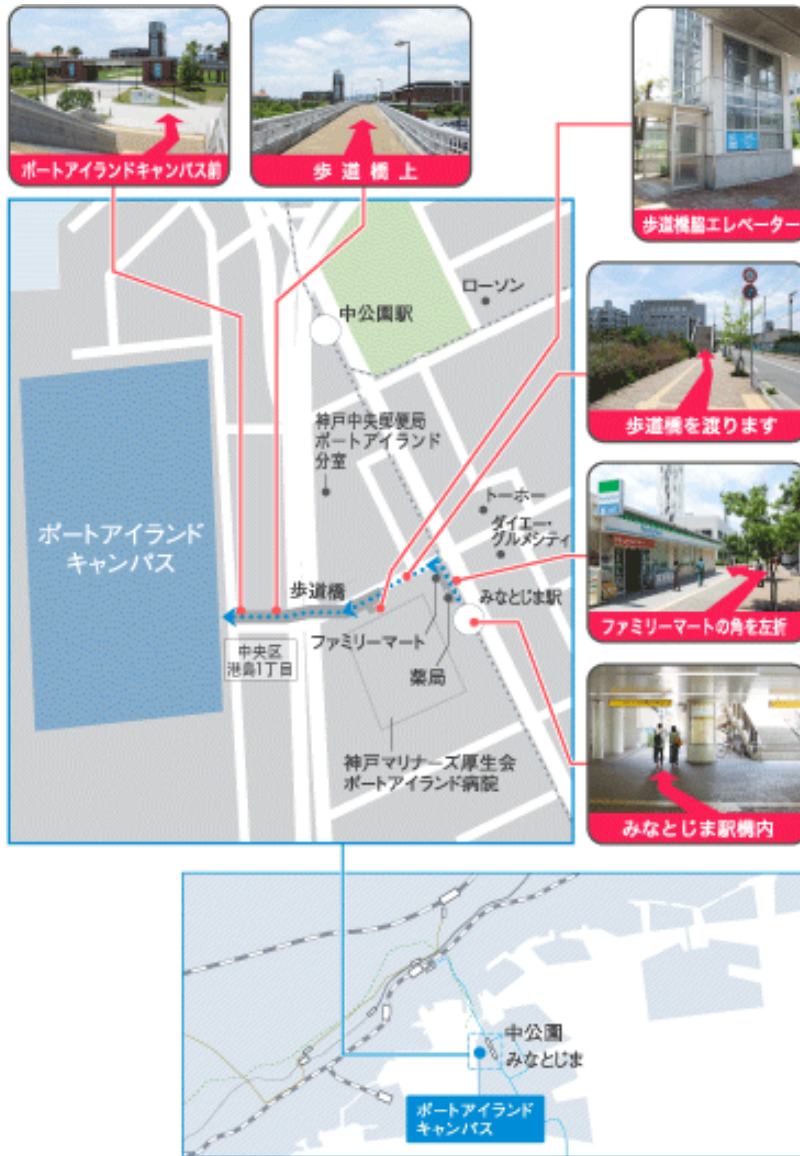 ポートアイランドキャンパス前
歩道橋上
歩道橋脇エレベーター
ローソン
中公園駅
歩道橋を渡ります
神戸中央郵便局
ポートアイランド
分室
トーホー
ダイエー・
グルメシティ
ポートアイランド
キャンパス
歩道橋
みなとじま駅
ファミリーマートの角を左折
ファミリーマート
中央区
港島1丁目
薬局
神戸マリナーズ厚生会
ポートアイランド病院
みなとじま駅構内
中公園
みなとじま
ポートアイランド
キャンパス